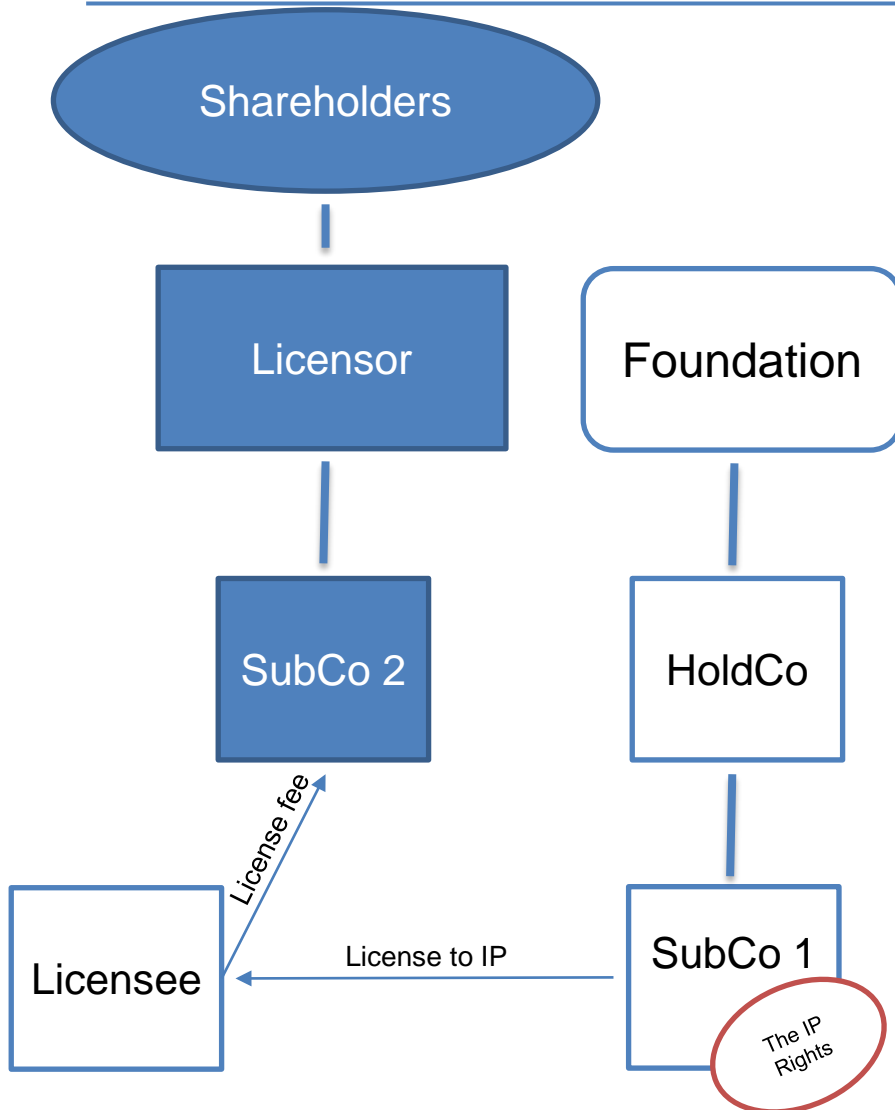 Shareholders
Licensor
Foundation
SubCo 2
HoldCo
License fee
Licensee
License to IP
SubCo 1
The IP
Rights